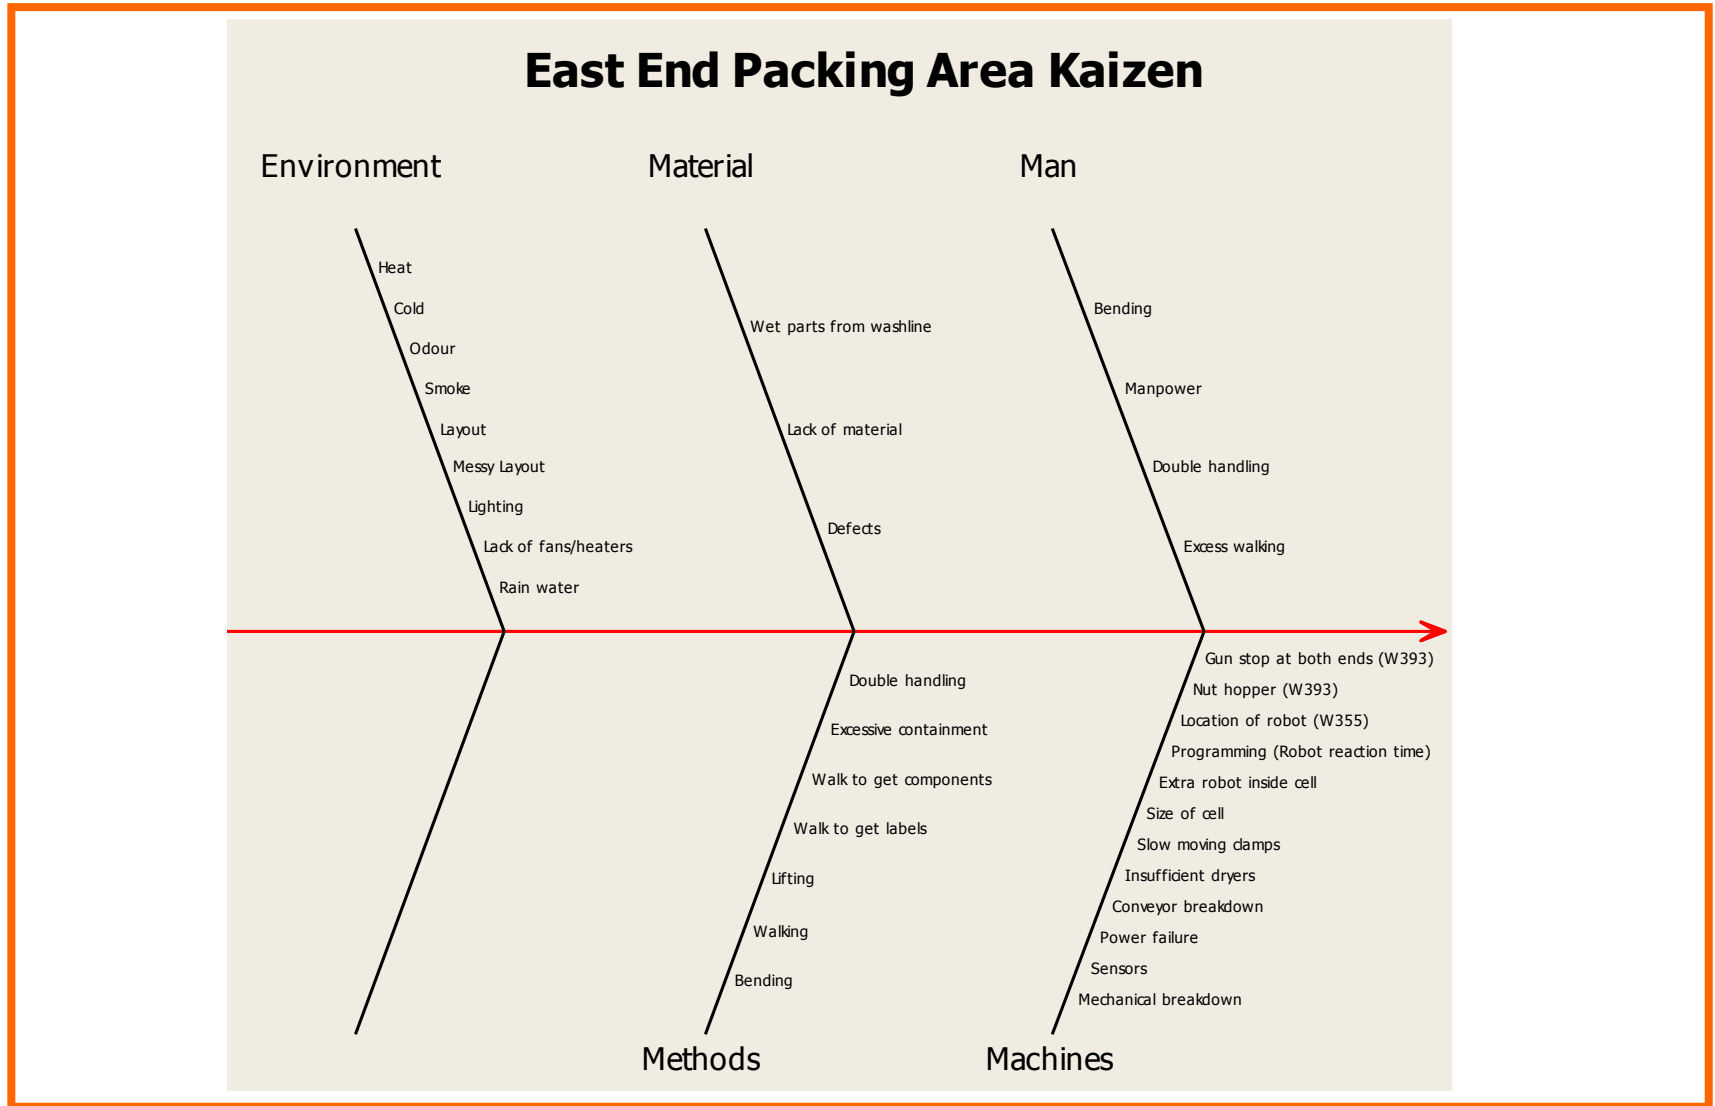 East End Packing Area Kaizen
Environment
Material
Man
Heat
Cold
Odour
Smoke
Layout
Messy Layout
Lighting
Lack of fans/heaters
Rain water
Wet parts from washline
Lack of material
Defects
Bending
Manpower
Double handling
Excess walking
Double handling
Excessive containment
Walk to get components
Walk to get labels
Lifting
Walking
Bending
Gun stop at both ends (W393)
Nut hopper (W393)
Location of robot (W355)
Programming (Robot reaction time)
Extra robot inside cell
Size of cell
Slow moving clamps
Insufficient dryers
Conveyor breakdown
Power failure
Sensors
Mechanical breakdown
Methods
Machines